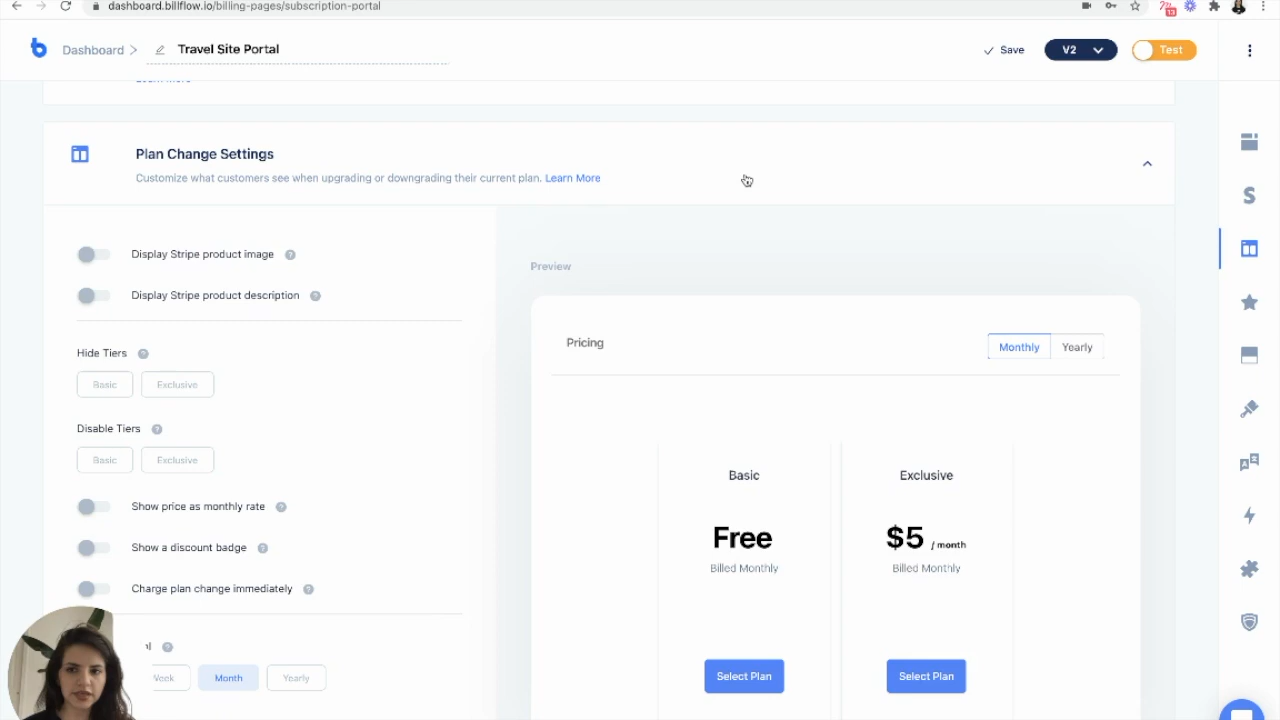 dashboard.billflow.io/billing-pages/subscription-portal
13
Dashboard
Travel Site Portal
Save
V2
Test
Learn More
Plan Change Settings
Customize what customers see when upgrading or downgrading their current plan. Learn More
Display Stripe product image ?
Display Stripe product description ?
Preview
Pricing
Monthly
Yearly
Hide Tiers ?
Basic
Exclusive
Disable Tiers ?
Basic
Exclusive
Basic
Exclusive
Show price as monthly rate ?
Free
$5 / month
Show a discount badge ?
Billed Monthly
Billed Monthly
Charge plan change immediately ?
Select Plan
Select Plan
Week
Month
Yearly